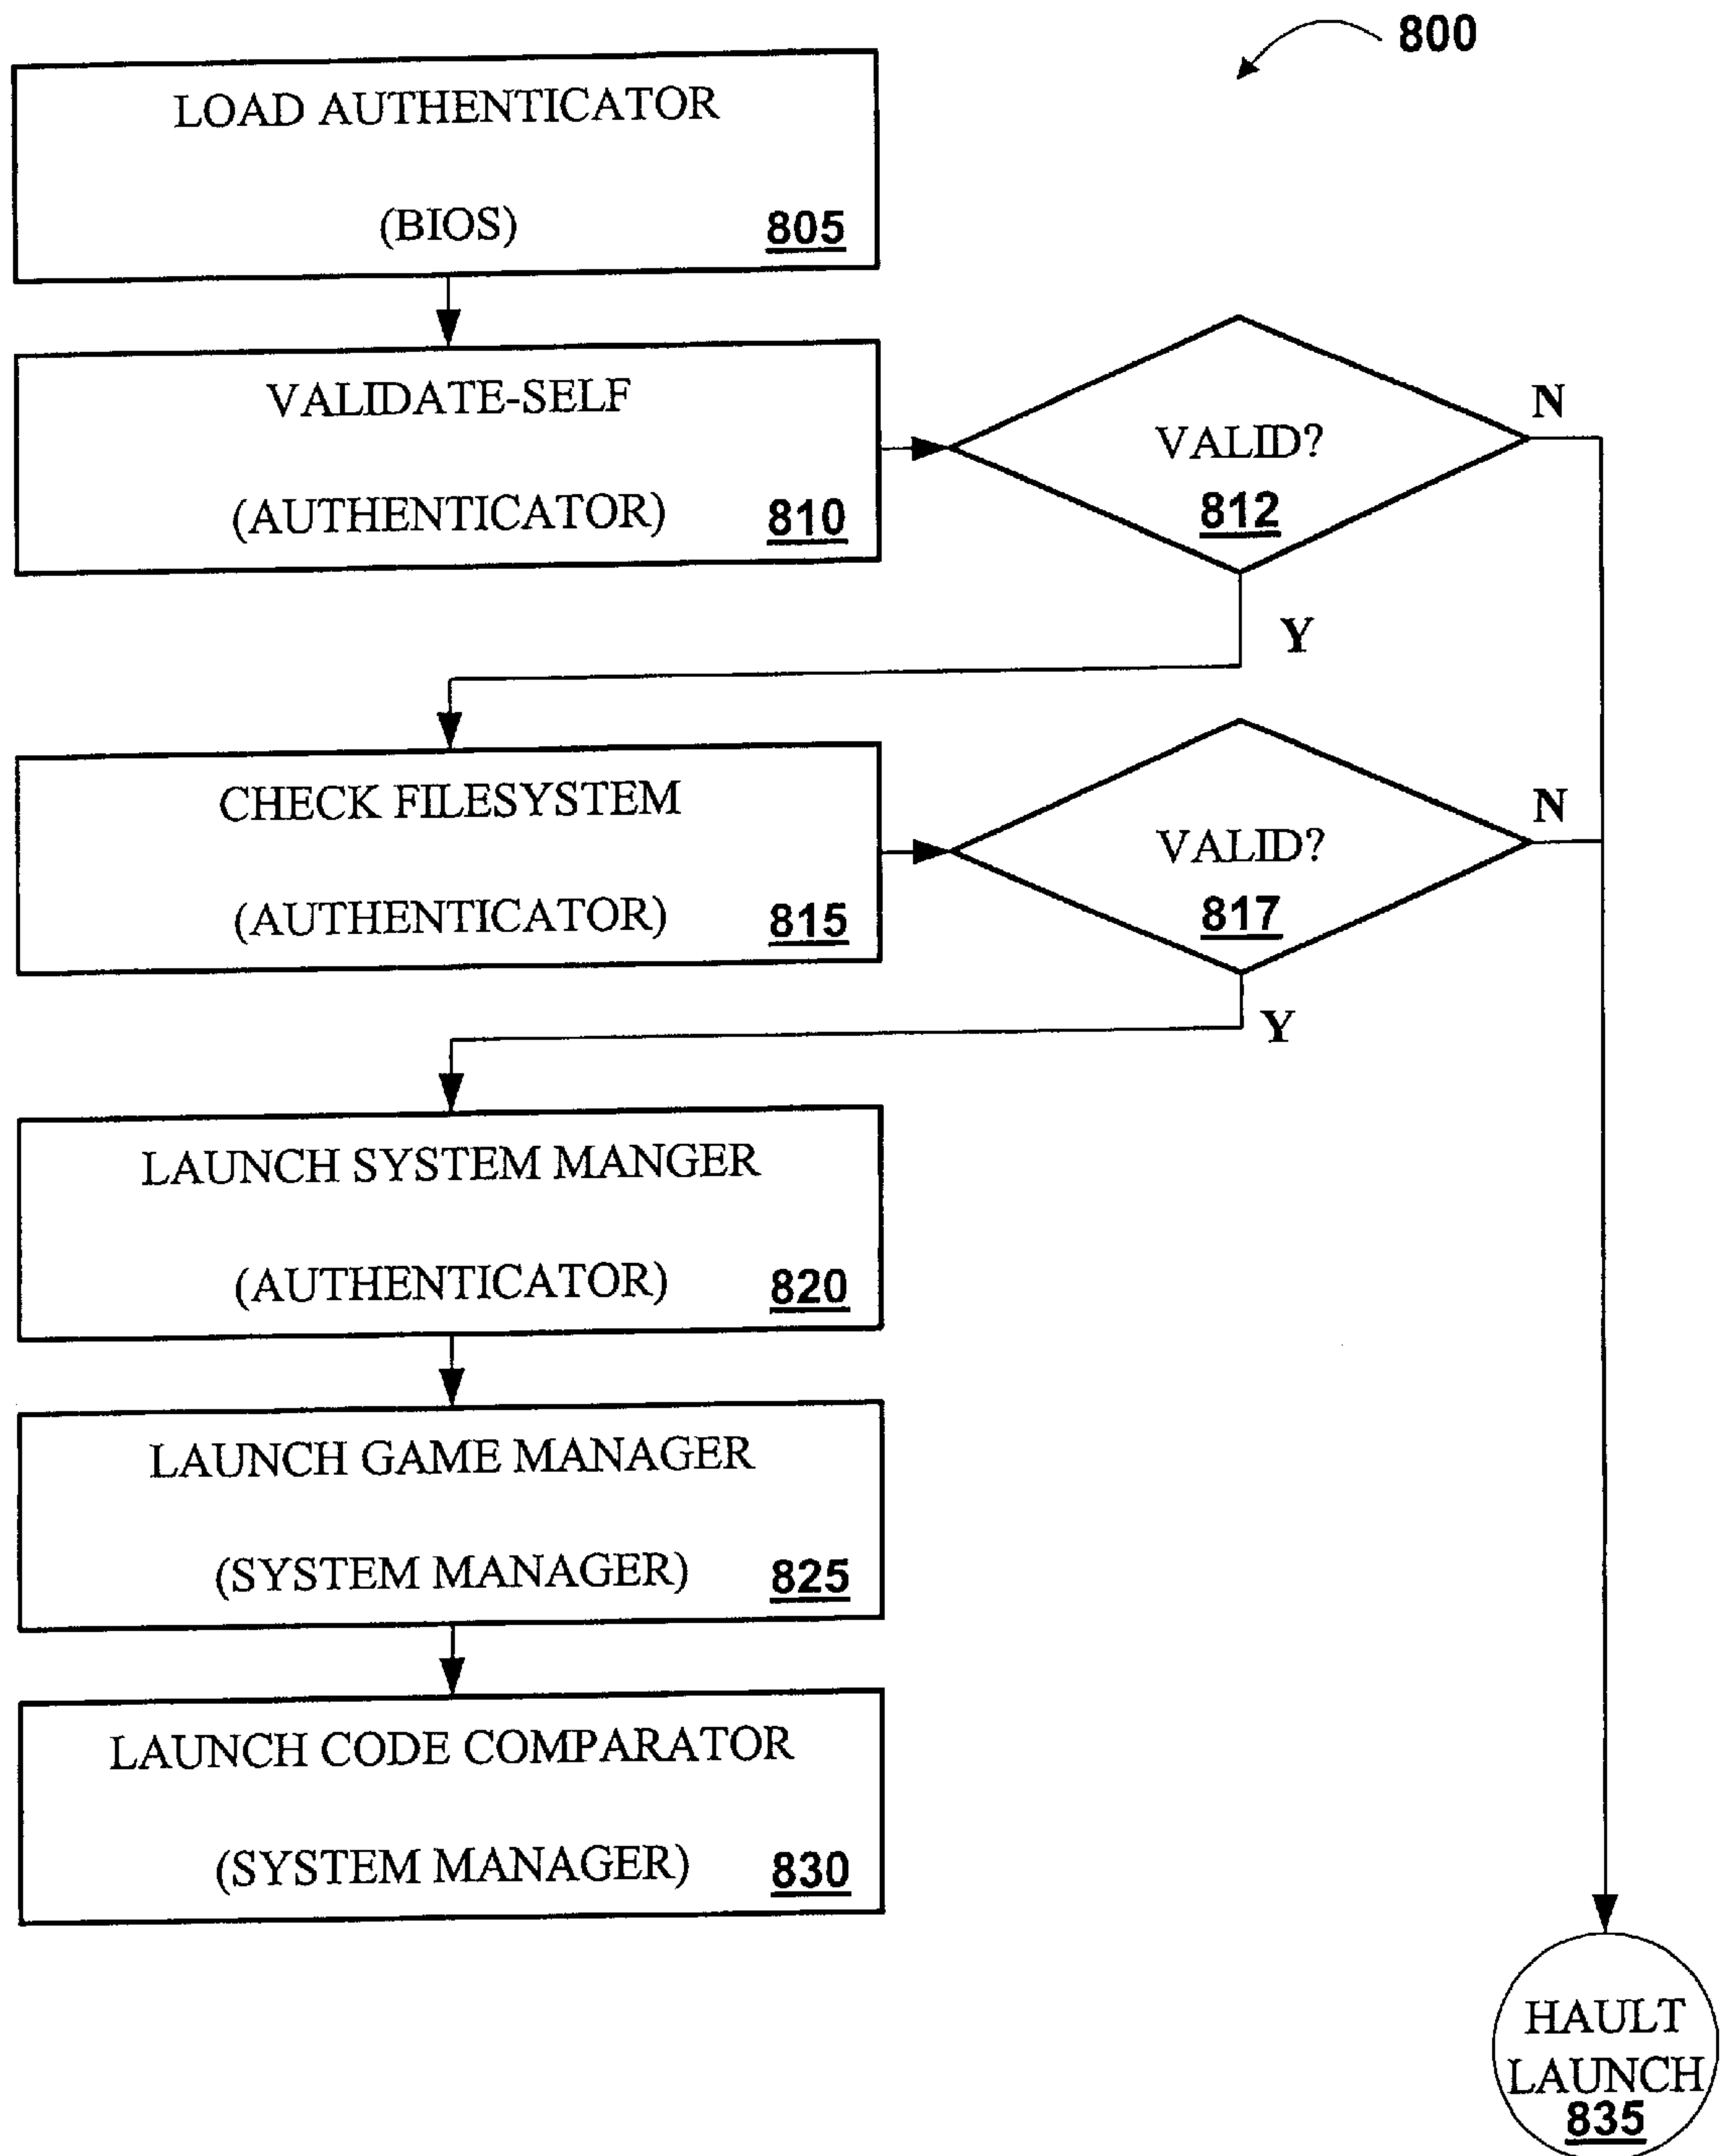 800
LOAD AUTHENTICATOR
(BIOS) 805
VALIDATE-SELF
(AUTHENTICATOR) 810
VALID?
812
N
Y
CHECK FILESYSTEM
(AUTHENTICATOR) 815
VALID?
817
N
Y
LAUNCH SYSTEM MANGER
(AUTHENTICATOR) 820
LAUNCH GAME MANAGER
(SYSTEM MANAGER) 825
LAUNCH CODE COMPARATOR
(SYSTEM MANAGER) 830
HAULT
LAUNCH
835